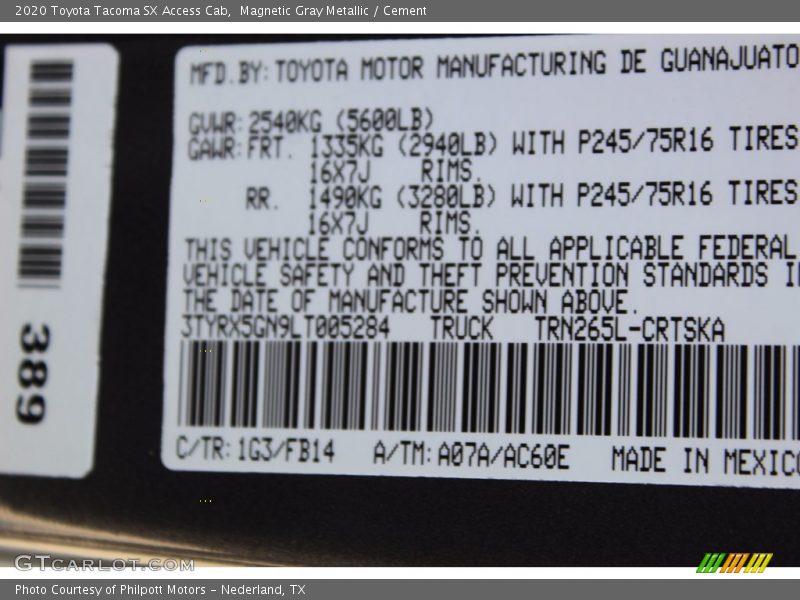 2020 Toyota Tacoma SX Access Cab,  Magnetic Gray Metallic / Cement
MFD.BY: TOYOTA MOTOR MANUFACTURING DE GUANAJUATO
GVWR: 2540KG (5600LB)
GAWR: FRT. 1335KG (2940LB) WITH P245/75R16 TIRES
16X7J RIMS.
RR. 1490KG (3280LB) WITH P245/75R16 TIRES
16X7J RIMS.
THIS VEHICLE CONFORMS TO ALL APPLICABLE FEDERAL
VEHICLE SAFETY AND THEFT PREVENTION STANDARDS I
THE DATE OF MANUFACTURE SHOWN ABOVE.
3TYRX5GN9LT005284 TRUCK TRN265L-CRTSKA
C/TR: 1G3/FB14 A/TM: A07A/AC60E MADE IN MEXICO
389
GTCARLOT.COM
Photo Courtesy of Philpott Motors - Nederland, TX